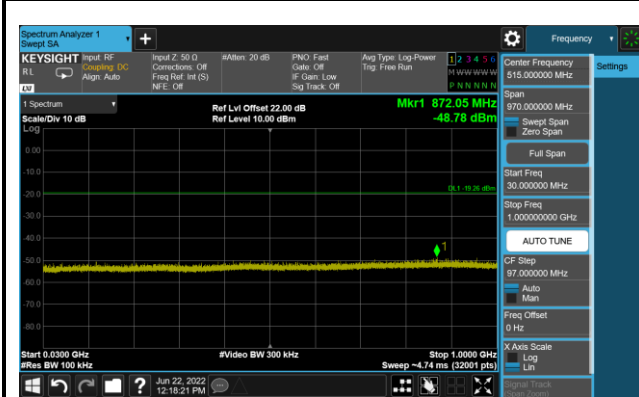 Spectrum Analyzer 1
Swept SA
Frequency
KEYSIGHT Input: RF
RL Coupling: DC
Align: Auto
Input Z: 50 Ω
Corrections: Off
Freq Ref: Int (S)
NFE: Off
#Atten: 20 dB
PNO: Fast
Gate: Off
IF Gain: Low
Sig Track: Off
Avg Type: Log-Power
Trig: Free Run
1 2 3 4 5 6
M W W W W W
P N N N N N
LXI
1 Spectrum
Scale/Div 10 dB
Log
Ref Lvl Offset 22.00 dB
Ref Level 10.00 dBm
Mkr1 872.05 MHz
-48.78 dBm
0.00
-10.0
-20.0
-30.0
-40.0
-50.0
-60.0
-70.0
-80.0
1
Start 0.0300 GHz
#Res BW 100 kHz
#Video BW 300 kHz
Stop 1.0000 GHz
Sweep ~4.74 ms (32001 pts)
Jun 22, 2022
12:18:21 PM
Center Frequency
515.000000 MHz
Span
970.000000 MHz
Swept Span
Zero Span
Full Span
Start Freq
30.000000 MHz
Stop Freq
1.000000000 GHz
AUTO TUNE
CF Step
97.000000 MHz
Auto
Man
Freq Offset
0 Hz
X Axis Scale
Log
Lin
Signal Track
(Span Zoom)
Settings